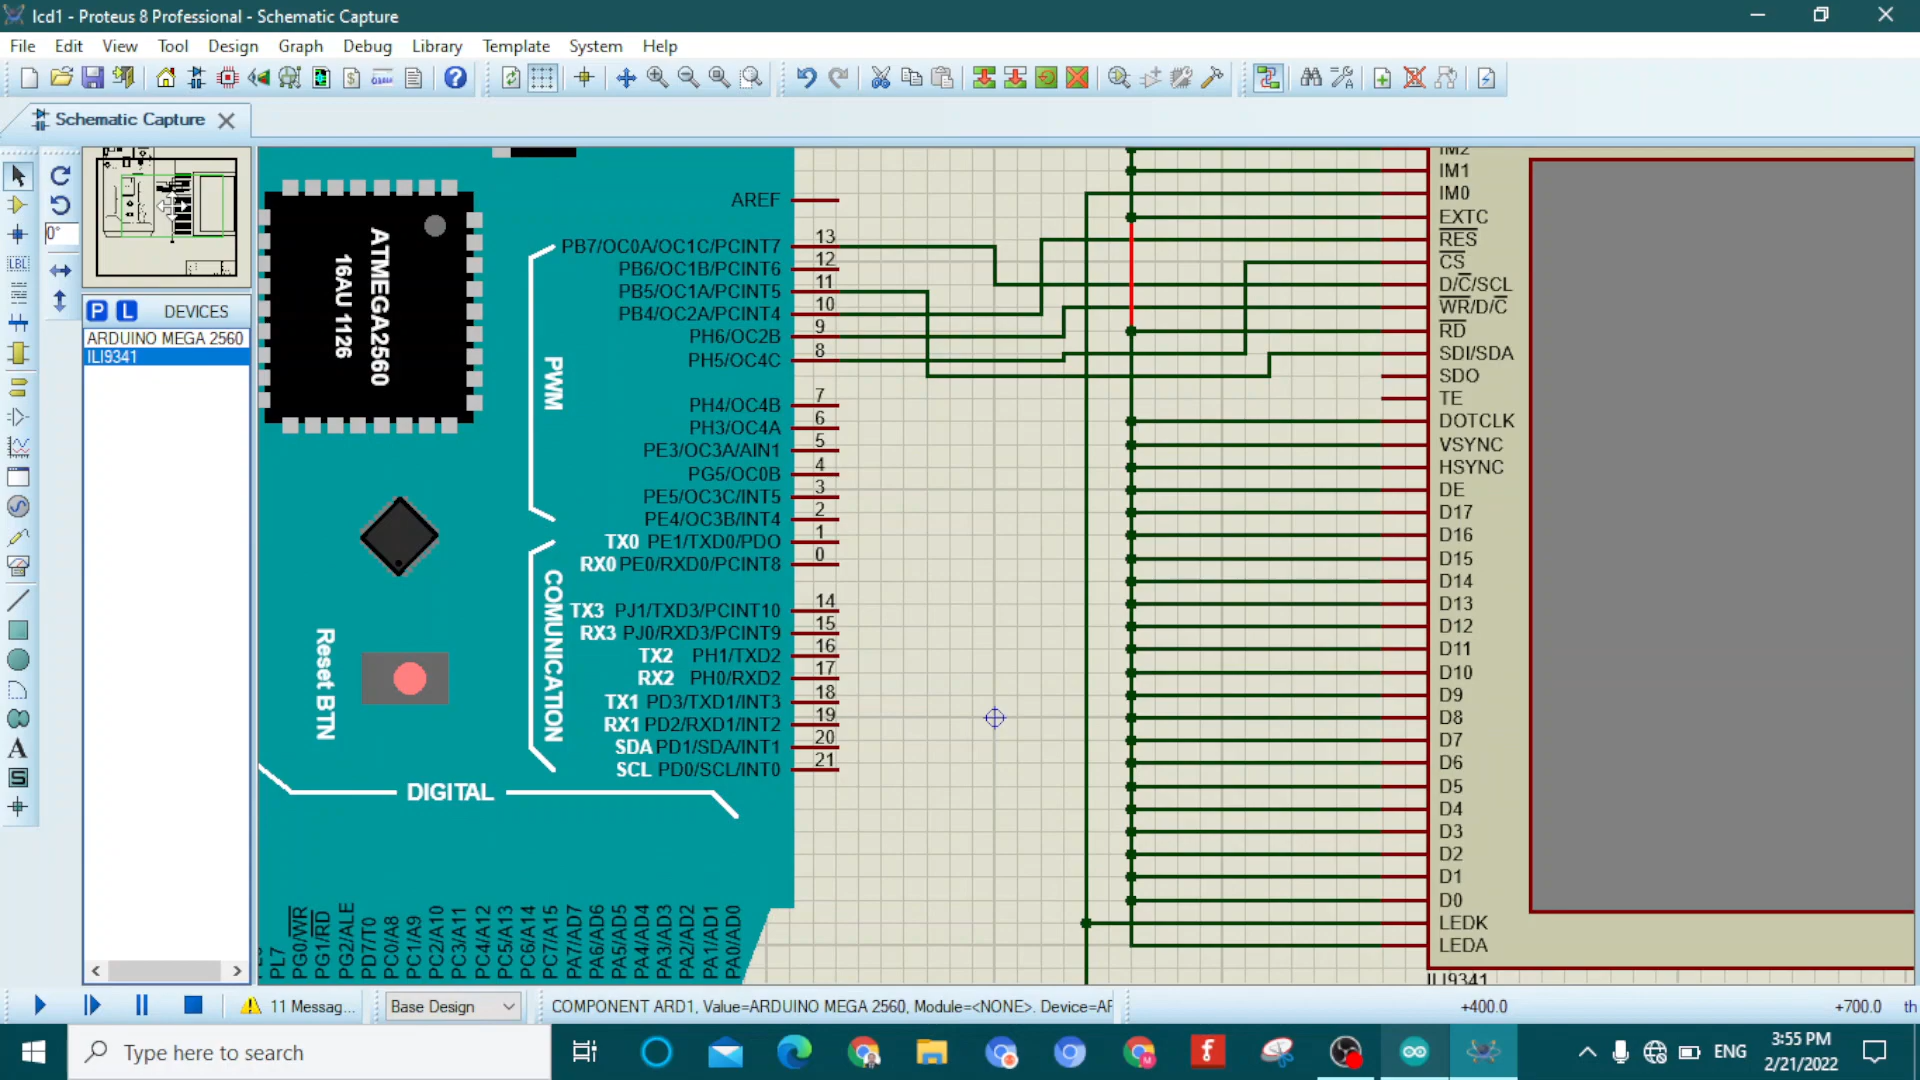 lcd1 - Proteus 8 Professional - Schematic Capture
File Edit View Tool Design Graph Debug Library Template System Help
Schematic Capture
0°
LBL
P L DEVICES
ARDUINO MEGA 2560
ILI9341
ATMEGA2560
16AU 1126
PWM
COMUNICATION
Reset BTN
DIGITAL
AREF
PB7/OC0A/OC1C/PCINT7 13
PB6/OC1B/PCINT6 12
PB5/OC1A/PCINT5 11
PB4/OC2A/PCINT4 10
PH6/OC2B 9
PH5/OC4C 8
PH4/OC4B 7
PH3/OC4A 6
PE3/OC3A/AIN1 5
PG5/OC0B 4
PE5/OC3C/INT5 3
PE4/OC3B/INT4 2
TX0 PE1/TXD0/PDO 1
RX0 PE0/RXD0/PCINT8 0
TX3 PJ1/TXD3/PCINT10 14
RX3 PJ0/RXD3/PCINT9 15
TX2 PH1/TXD2 16
RX2 PH0/RXD2 17
TX1 PD3/TXD1/INT3 18
RX1 PD2/RXD1/INT2 19
SDA PD1/SDA/INT1 20
SCL PD0/SCL/INT0 21
PL7
PG0/WR
PG1/RD
PG2/ALE
PD7/T0
PC0/A8
PC1/A9
PC2/A10
PC3/A11
PC4/A12
PC5/A13
PC6/A14
PC7/A15
PA7/AD7
PA6/AD6
PA5/AD5
PA4/AD4
PA3/AD3
PA2/AD2
PA1/AD1
PA0/AD0
IM2
IM1
IM0
EXTC
RES
CS
D/C/SCL
WR/D/C
RD
SDI/SDA
SDO
TE
DOTCLK
VSYNC
HSYNC
DE
D17
D16
D15
D14
D13
D12
D11
D10
D9
D8
D7
D6
D5
D4
D3
D2
D1
D0
LEDK
LEDA
ILI9341
11 Messag... Base Design COMPONENT ARD1, Value=ARDUINO MEGA 2560, Module=<NONE>. Device=AF +400.0 +700.0 th
Type here to search
ENG
3:55 PM
2/21/2022